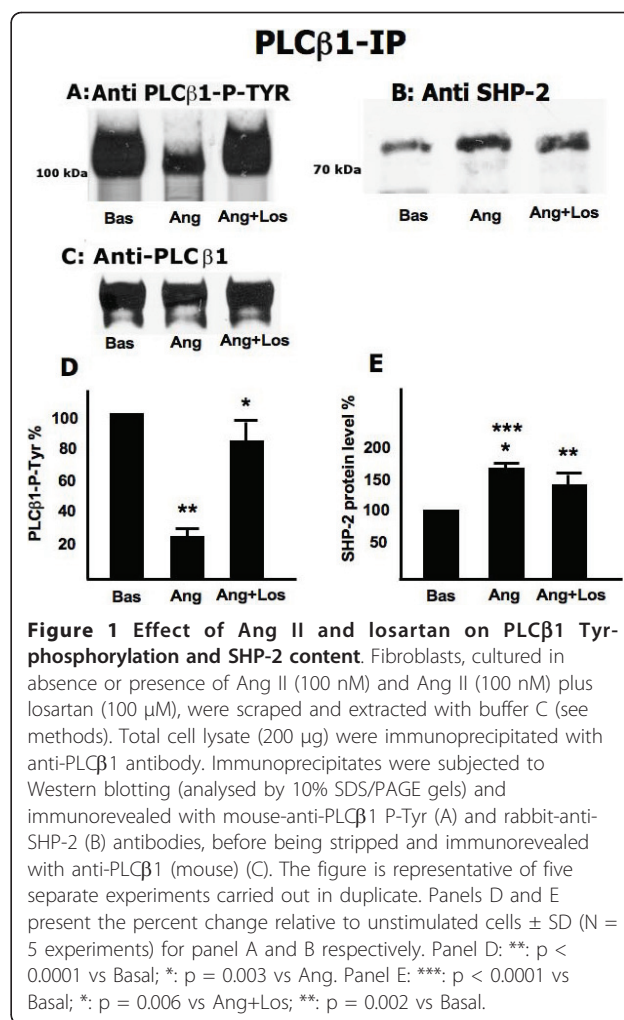 PLCβ1-IP
A: Anti PLCβ1-P-TYR
100 kDa
Bas Ang Ang+Los
B: Anti SHP-2
70 kDa
Bas Ang Ang+Los
C: Anti-PLCβ1
Bas Ang Ang+Los
D
PLCβ1-P-Tyr %
100
80
60
40
20
**
*
Bas Ang Ang+Los
E
SHP-2 protein level %
200
150
100
50
***
*
**
Bas Ang Ang+Los
Figure 1 Effect of Ang II and losartan on PLCβ1 Tyr-
phosphorylation and SHP-2 content. Fibroblasts, cultured in
absence or presence of Ang II (100 nM) and Ang II (100 nM) plus
losartan (100 μM), were scraped and extracted with buffer C (see
methods). Total cell lysate (200 μg) were immunoprecipitated with
anti-PLCβ1 antibody. Immunoprecipitates were subjected to
Western blotting (analysed by 10% SDS/PAGE gels) and
immunorevealed with mouse-anti-PLCβ1 P-Tyr (A) and rabbit-anti-
SHP-2 (B) antibodies, before being stripped and immunorevealed
with anti-PLCβ1 (mouse) (C). The figure is representative of five
separate experiments carried out in duplicate. Panels D and E
present the percent change relative to unstimulated cells ± SD (N =
5 experiments) for panel A and B respectively. Panel D: **: p <
0.0001 vs Basal; *: p = 0.003 vs Ang. Panel E: ***: p < 0.0001 vs
Basal; *: p = 0.006 vs Ang+Los; **: p = 0.002 vs Basal.